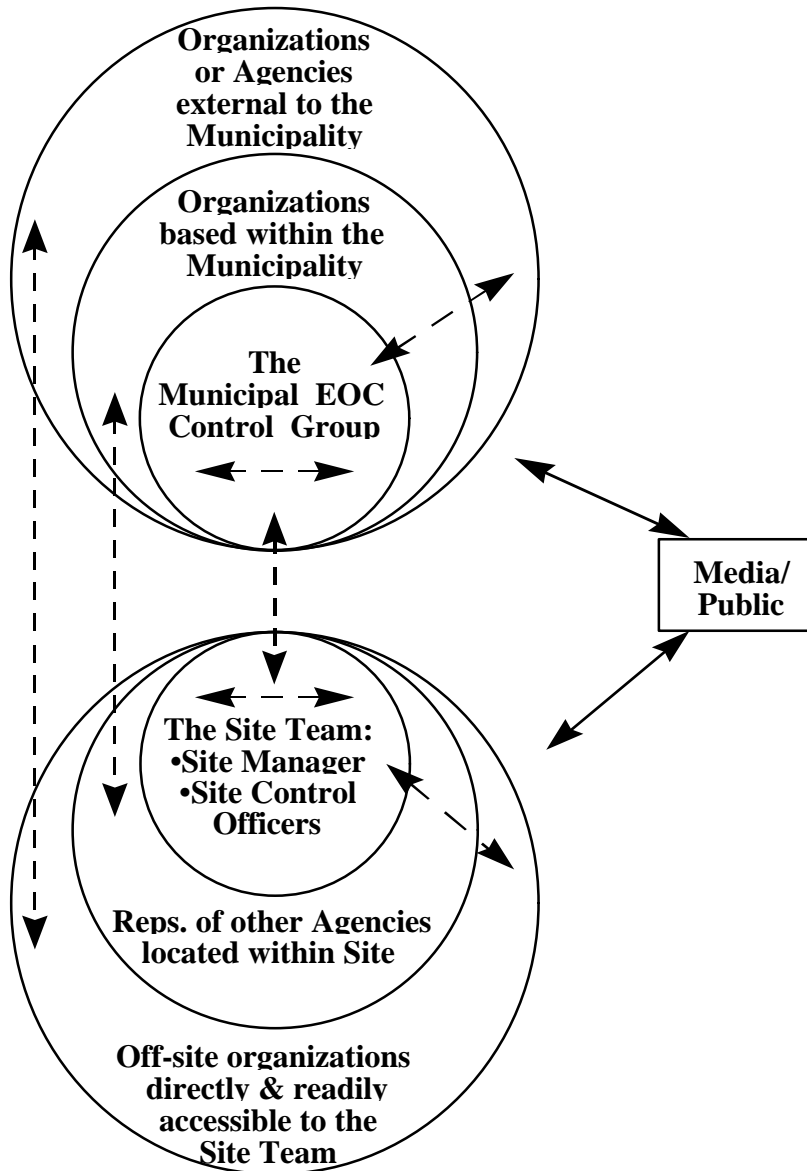 Organizations
or Agencies
external to the
Municipality
Organizations
based within the
Municipality
The
Municipal EOC
Control Group
Media/
Public
The Site Team:
•Site Manager
•Site Control
Officers
Reps. of other Agencies
located within Site
Off-site organizations
directly & readily
accessible to the
Site Team